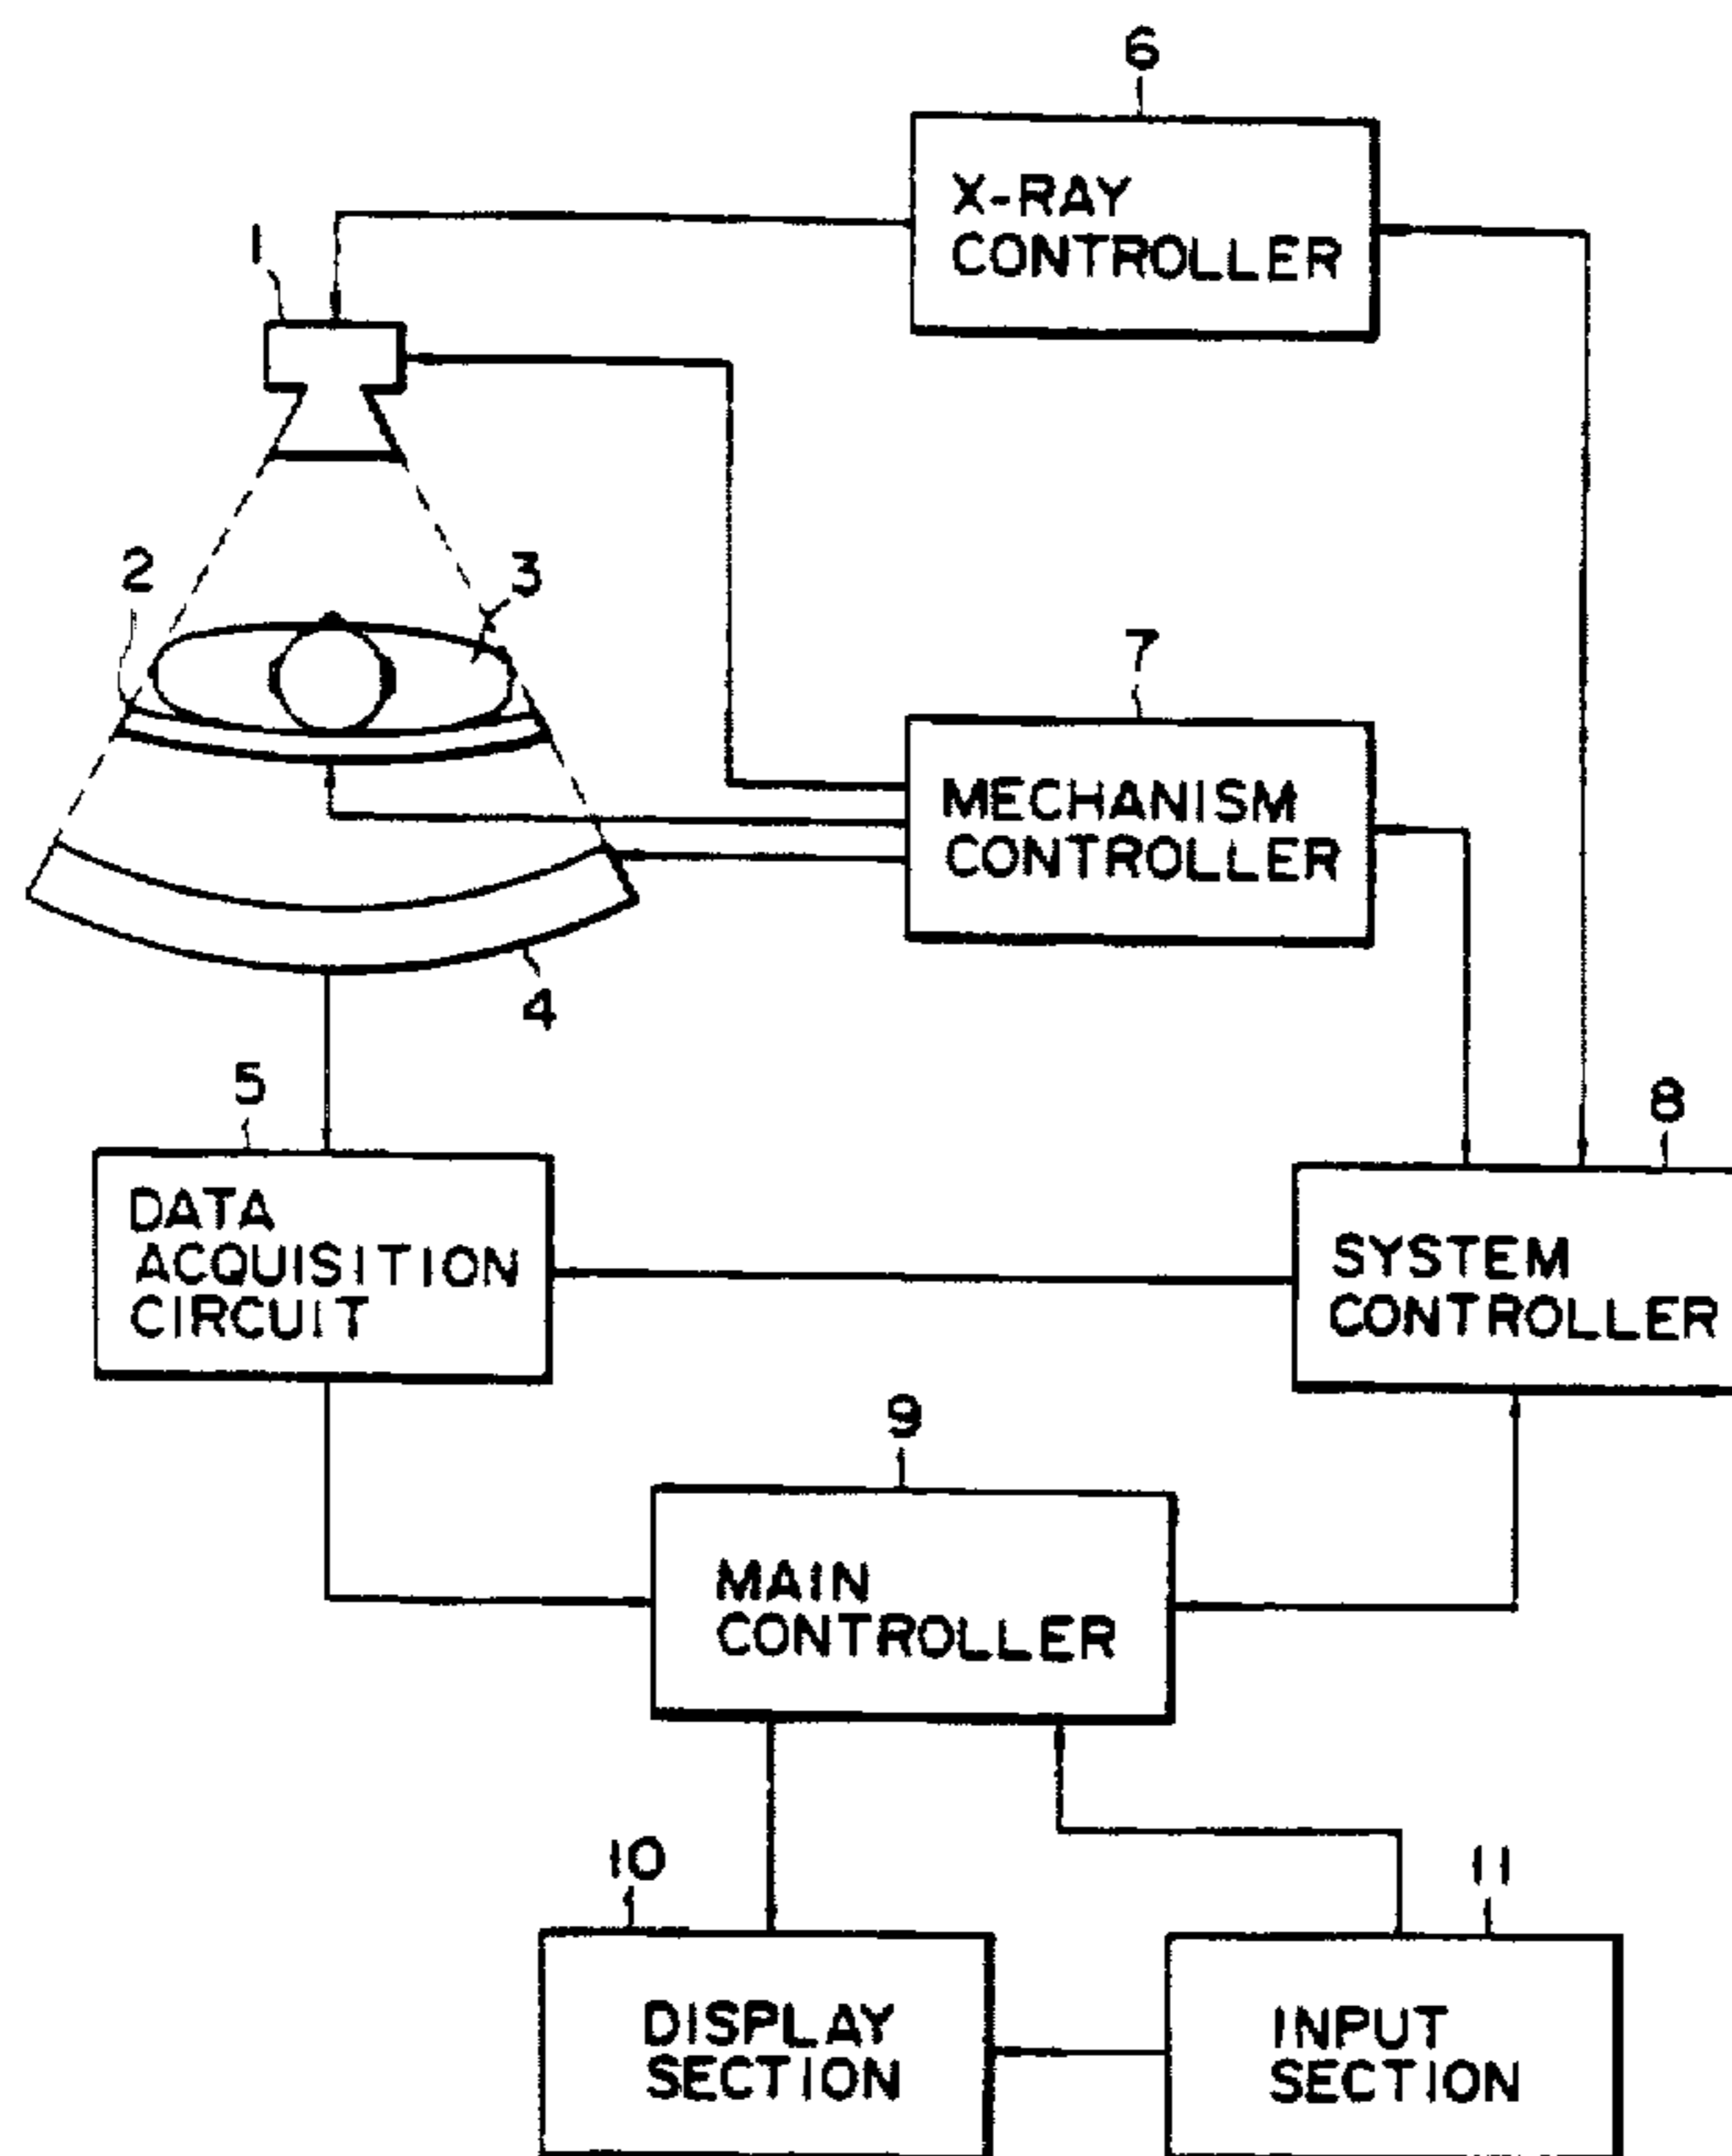 6
X-RAY
CONTROLLER
1
2
3
7
MECHANISM
CONTROLLER
4
5
8
DATA
ACQUISITION
CIRCUIT
SYSTEM
CONTROLLER
9
MAIN
CONTROLLER
10
11
DISPLAY
SECTION
INPUT
SECTION